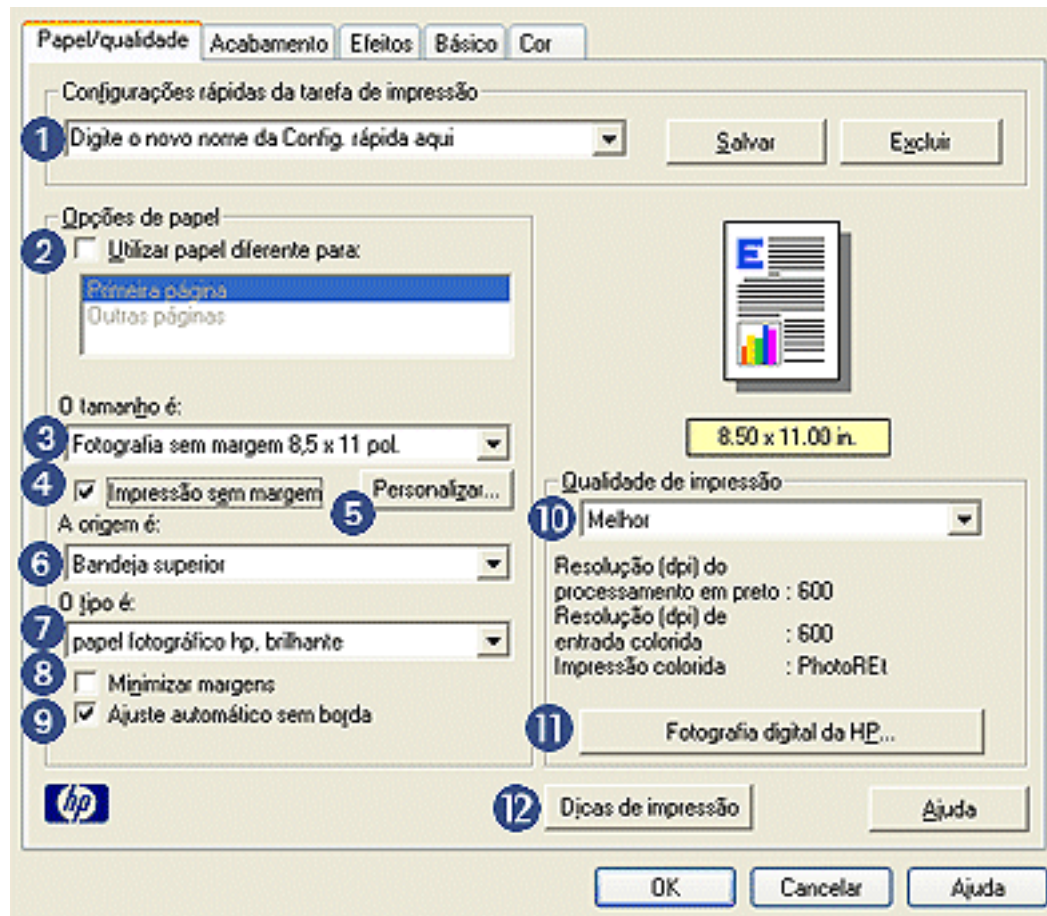 Papel/qualidade Acabamento Efeitos Básico Cor
Configurações rápidas da tarefa de impressão
1 Digite o novo nome da Config. rápida aqui Salvar Excluir
Opções de papel
2 Utilizar papel diferente para:
Primeira página
Outras páginas
E
O tamanho é:
3 Fotografia sem margem 8,5 x 11 pol.
8.50 x 11.00 in.
4 Impressão sem margem
5 Personalizar...
A origem é:
6 Bandeja superior
O tipo é:
7 papel fotográfico hp, brilhante
8 Minimizar margens
9 Ajuste automático sem borda
Qualidade de impressão
10 Melhor
Resolução (dpi) do
processamento em preto : 600
Resolução (dpi) de
entrada colorida : 600
Impressão colorida : PhotoREt
11 Fotografia digital da HP...
hp
12 Dicas de impressão Ajuda
OK Cancelar Ajuda